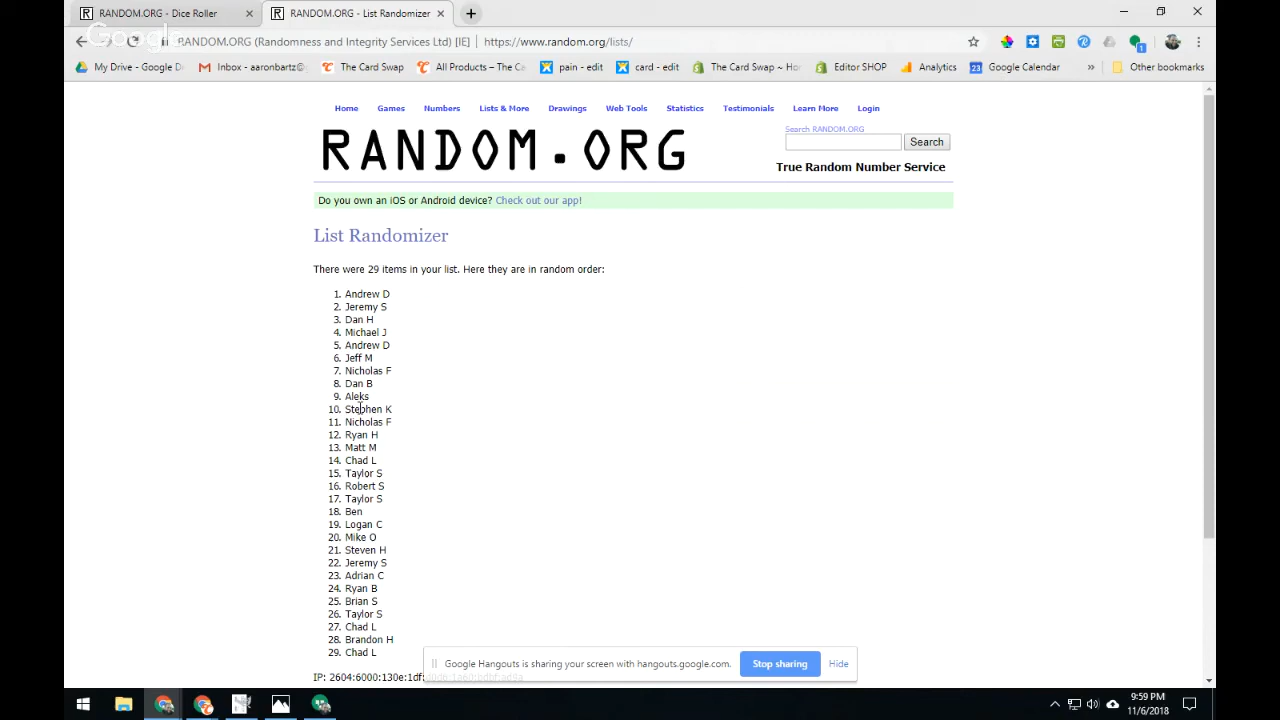 RANDOM.ORG - Dice Roller
RANDOM.ORG - List Randomizer
Google
RANDOM.ORG (Randomness and Integrity Services Ltd) [IE]
https://www.random.org/lists/
My Drive - Google D
Inbox - aaronbartz@
The Card Swap
All Products ~ The C
pain - edit
card - edit
The Card Swap ~ Hom
Editor SHOP
Analytics
Google Calendar
»
Other bookmarks
Home Games Numbers Lists & More Drawings Web Tools Statistics Testimonials Learn More Login
RANDOM.ORG
Search RANDOM.ORG
Search
True Random Number Service
Do you own an iOS or Android device? Check out our app!
List Randomizer
There were 29 items in your list. Here they are in random order:
1. Andrew D
2. Jeremy S
3. Dan H
4. Michael J
5. Andrew D
6. Jeff M
7. Nicholas F
8. Dan B
9. Aleks
10. Stephen K
11. Nicholas F
12. Ryan H
13. Matt M
14. Chad L
15. Taylor S
16. Robert S
17. Taylor S
18. Ben
19. Logan C
20. Mike O
21. Steven H
22. Jeremy S
23. Adrian C
24. Ryan B
25. Brian S
26. Taylor S
27. Chad L
28. Brandon H
29. Chad L
Google Hangouts is sharing your screen with hangouts.google.com.
Stop sharing
Hide
IP:
9:59 PM
11/6/2018